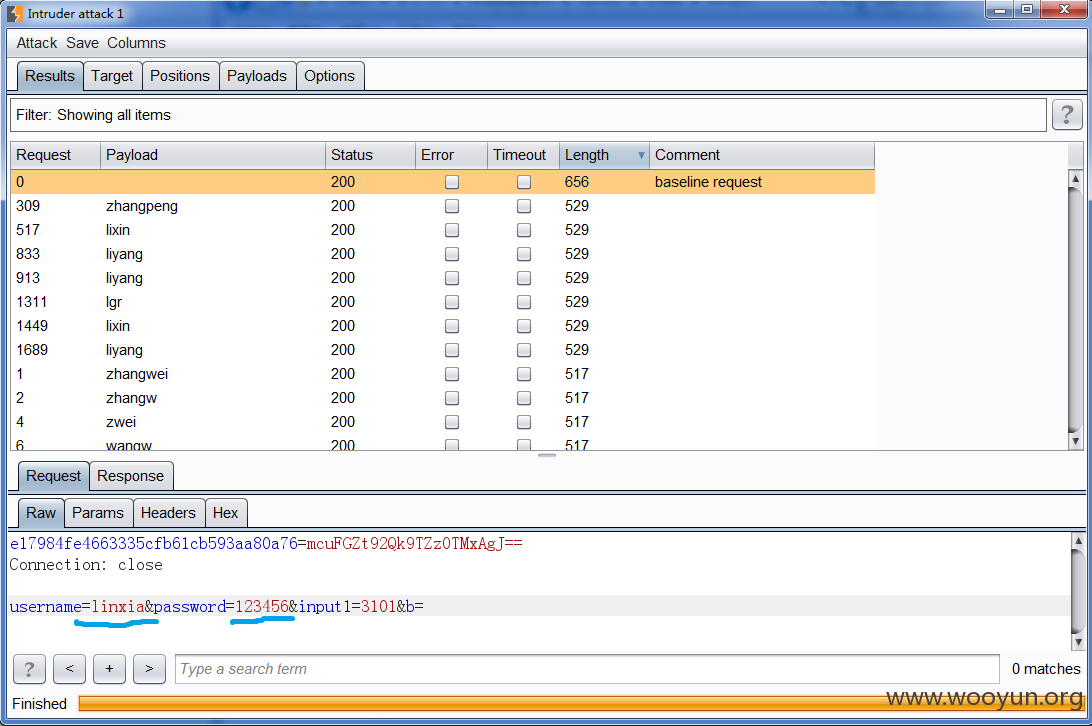 Intruder attack 1
Attack Save Columns
Results Target Positions Payloads Options
Filter: Showing all items ?
Request Payload Status Error Timeout Length Comment
0 200 656 baseline request
309 zhangpeng 200 529
517 lixin 200 529
833 liyang 200 529
913 liyang 200 529
1311 lgr 200 529
1449 lixin 200 529
1689 liyang 200 529
1 zhangwei 200 517
2 zhangw 200 517
4 zwei 200 517
6 wangw 200 517
Request Response
Raw Params Headers Hex
e17984fe4663335cfb61cb593aa80a76=mcuFGZt92Qk9TZz0TMxAgJ==
Connection: close
username=linxia&password=123456&input1=3101&b=
? < + > Type a search term 0 matches
Finished
www.wooyun.org